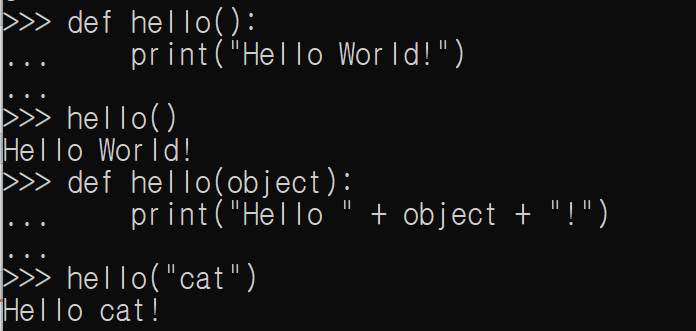 >>> def hello():
...     print("Hello World!")
...
>>> hello()
Hello World!
>>> def hello(object):
...     print("Hello " + object + "!")
...
>>> hello("cat")
Hello cat!